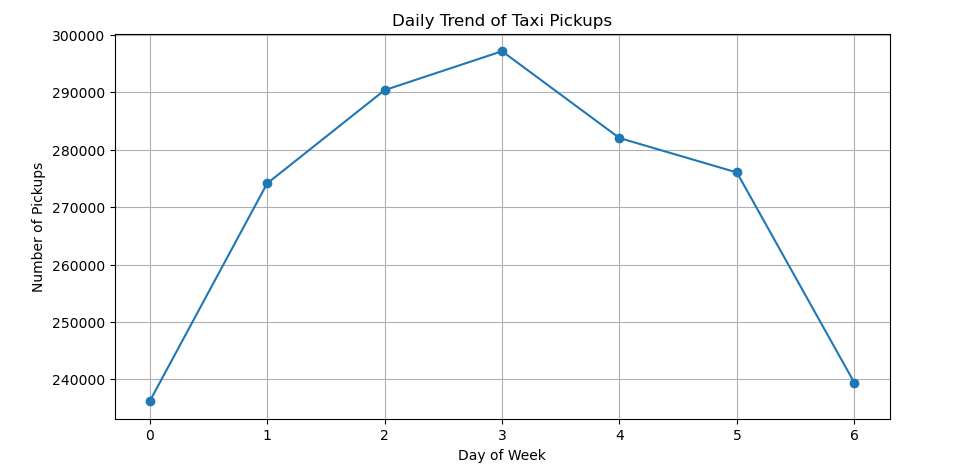 Daily Trend of Taxi Pickups
300000
290000
280000
270000
260000
250000
240000
Number of Pickups
0 1 2 3 4 5 6
Day of Week